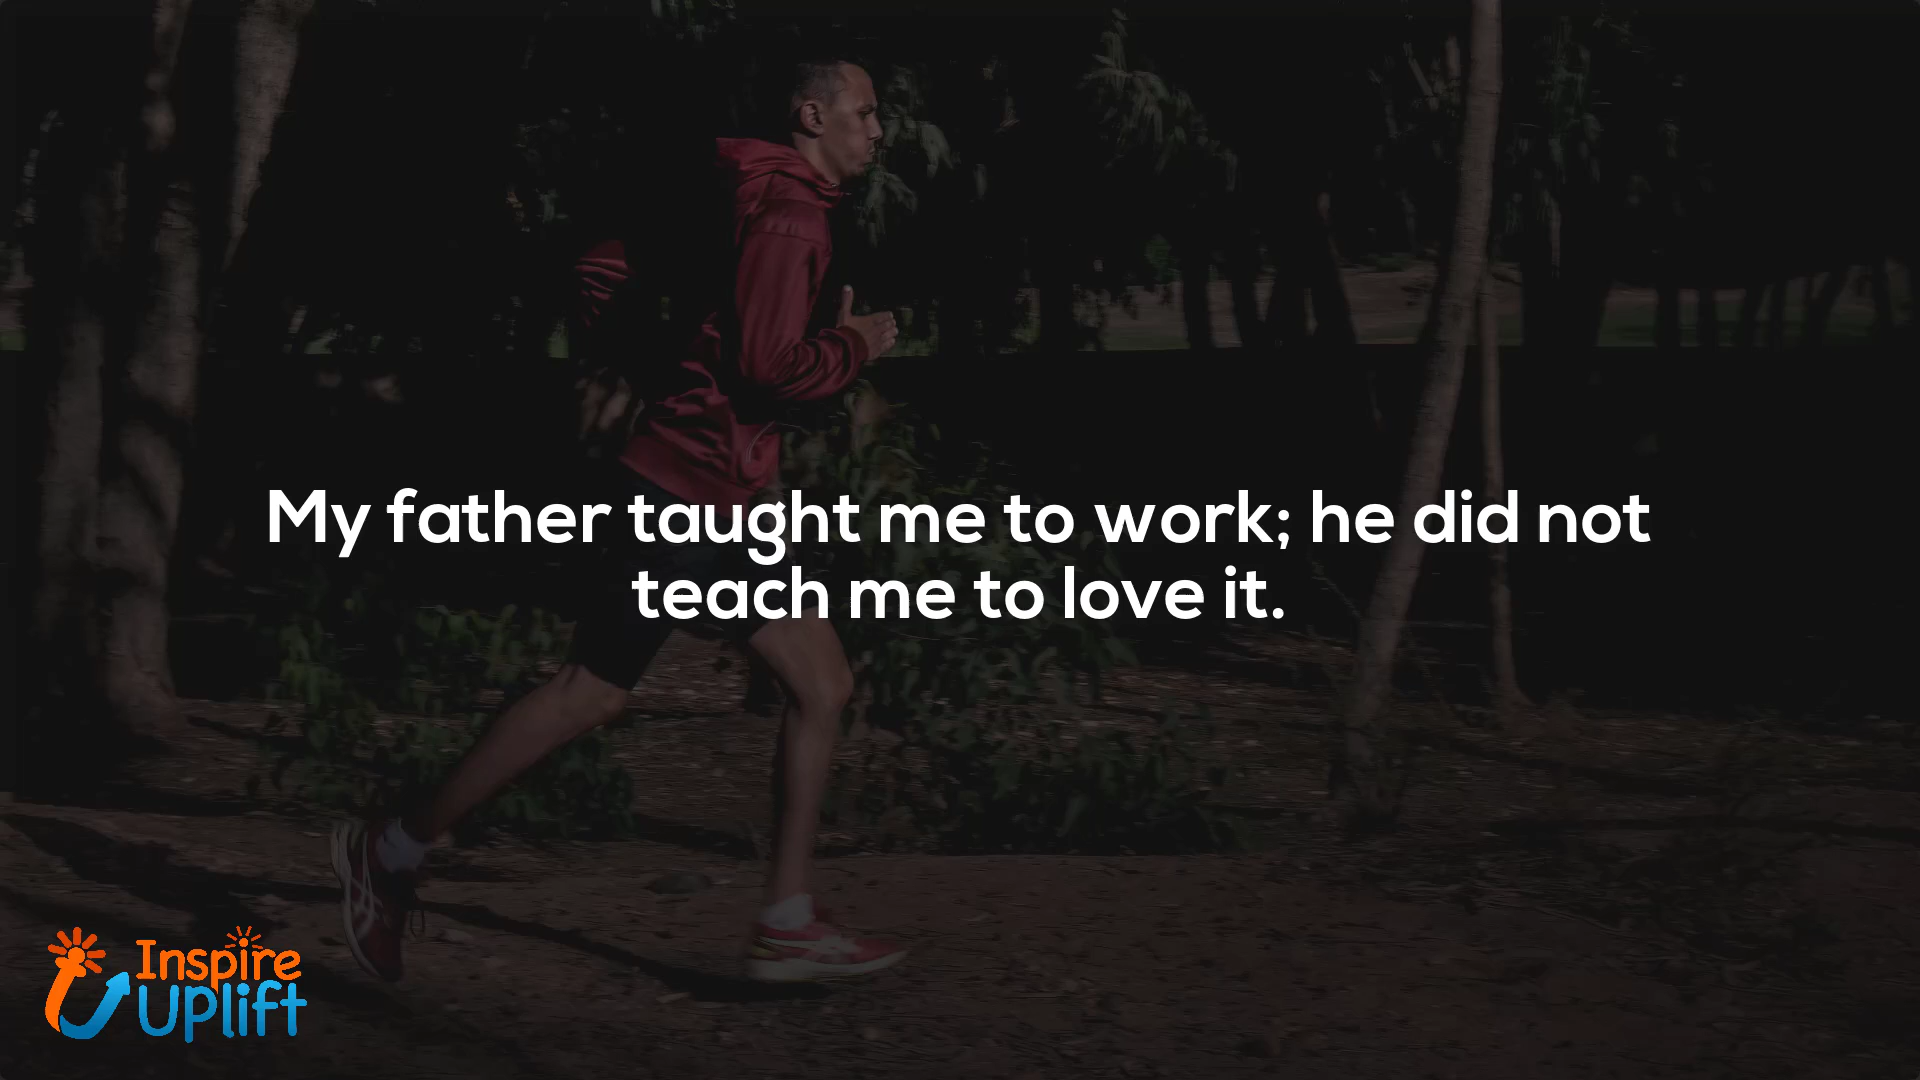 My father taught me to work; he did not
teach me to love it.
Inspire
Uplift